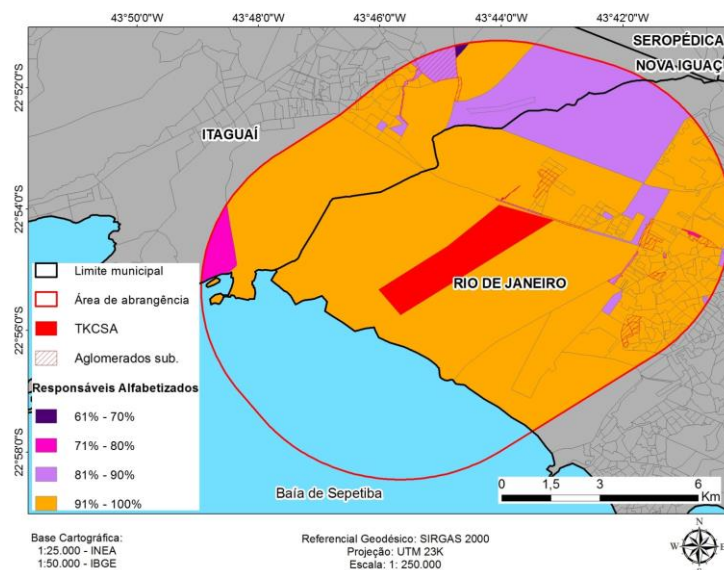 43°50'0"O 43°48'0"O 43°46'0"O 43°44'0"O 43°42'0"O
SEROPÉDICA
NOVA IGUAÇ
ITAGUAÍ
22°52'0"S
22°54'0"S
22°56'0"S
22°58'0"S
RIO DE JANEIRO
Limite municipal
Área de abrangência
TKCSA
Aglomerados sub.
Responsáveis Alfabetizados
61% - 70%
71% - 80%
81% - 90%
91% - 100%
Baía de Sepetiba
0 1,5 3 6
Km
Base Cartográfica:
1:25.000 - INEA
1:50.000 - IBGE
Referencial Geodésico: SIRGAS 2000
Projeção: UTM 23K
Escala: 1: 250.000
N
W E
S